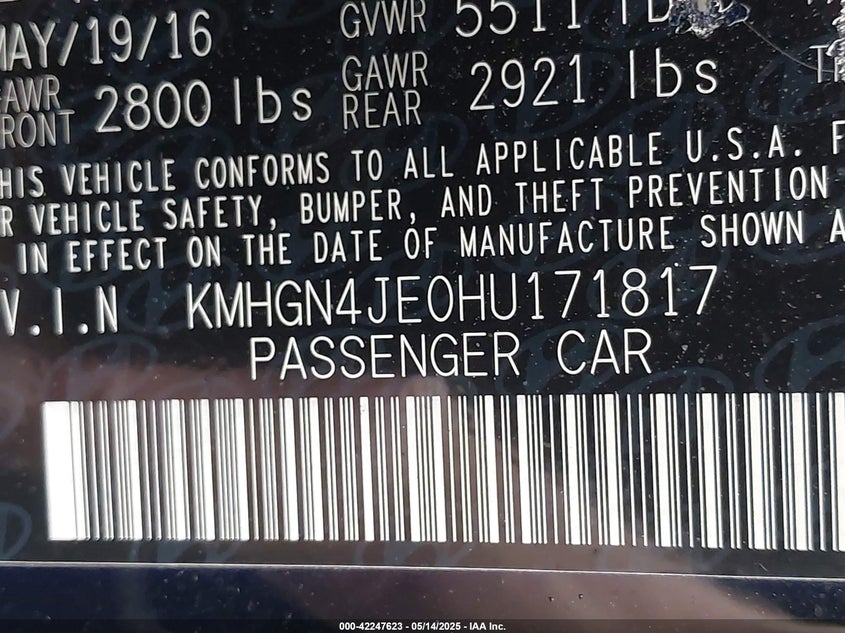 MAY/19/16 GVWR 5511 lb
GAWR FRONT 2800 lbs GAWR REAR 2921 lbs
THIS VEHICLE CONFORMS TO ALL APPLICABLE U.S.A. F
R VEHICLE SAFETY, BUMPER, AND THEFT PREVENTION
IN EFFECT ON THE DATE OF MANUFACTURE SHOWN A
V.I.N KMHGN4JE0HU171817
PASSENGER CAR
000-42247623 - 05/14/2025 - IAA Inc.